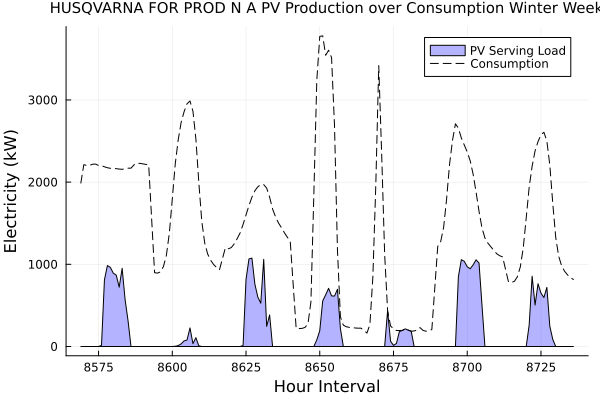 HUSQVARNA FOR PROD N A PV Production over Consumption Winter Week
PV Serving Load
Consumption
Electricity (kW)
3000
2000
1000
0
8575 8600 8625 8650 8675 8700 8725
Hour Interval